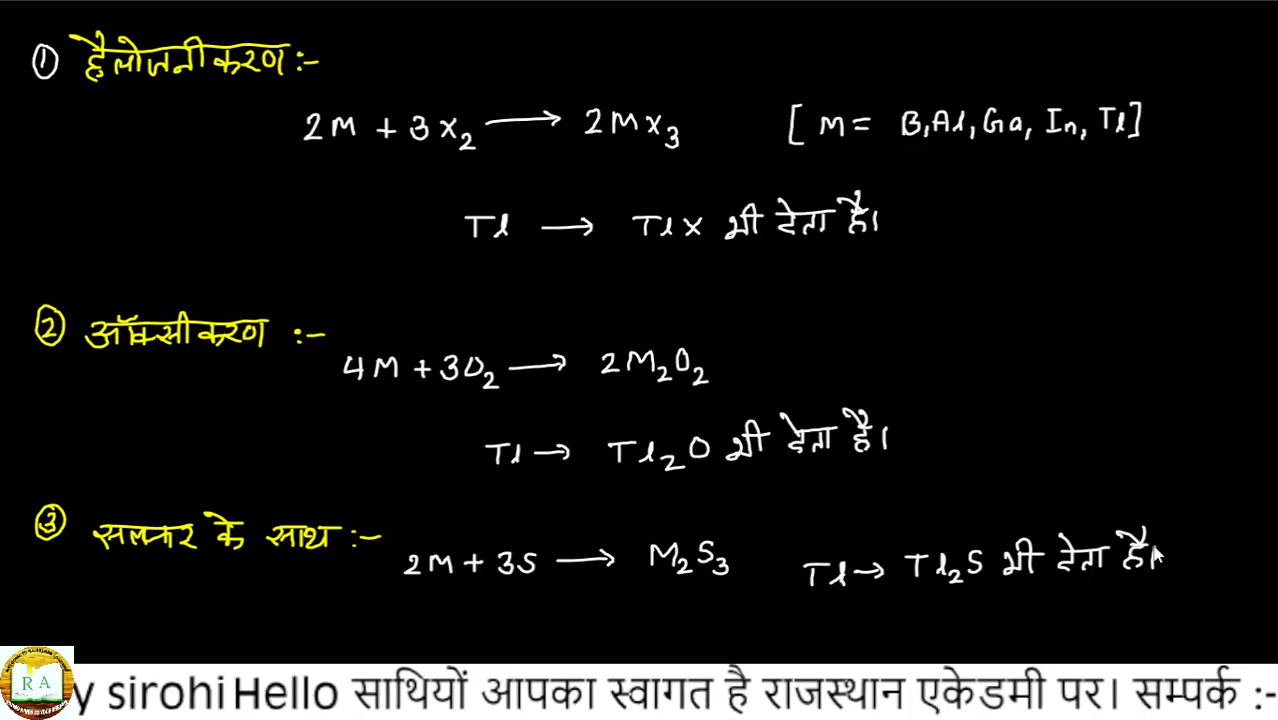 ① हैलोजनीकरण :-
2M + 3X₂ ⟶ 2MX₃ [ M = B, Al, Ga, In, Tl ]
Tl ⟶ TlX भी देता है।
② ऑक्सीकरण :-
4M + 3O₂ ⟶ 2M₂O₂
Tl ⟶ Tl₂O भी देता है।
③ सल्फर के साथ :-
2M + 3S ⟶ M₂S₃ Tl → Tl₂S भी देता है।
RA
y sirohi Hello साथियों आपका स्वागत है राजस्थान एकेडमी पर। सम्पर्क :-